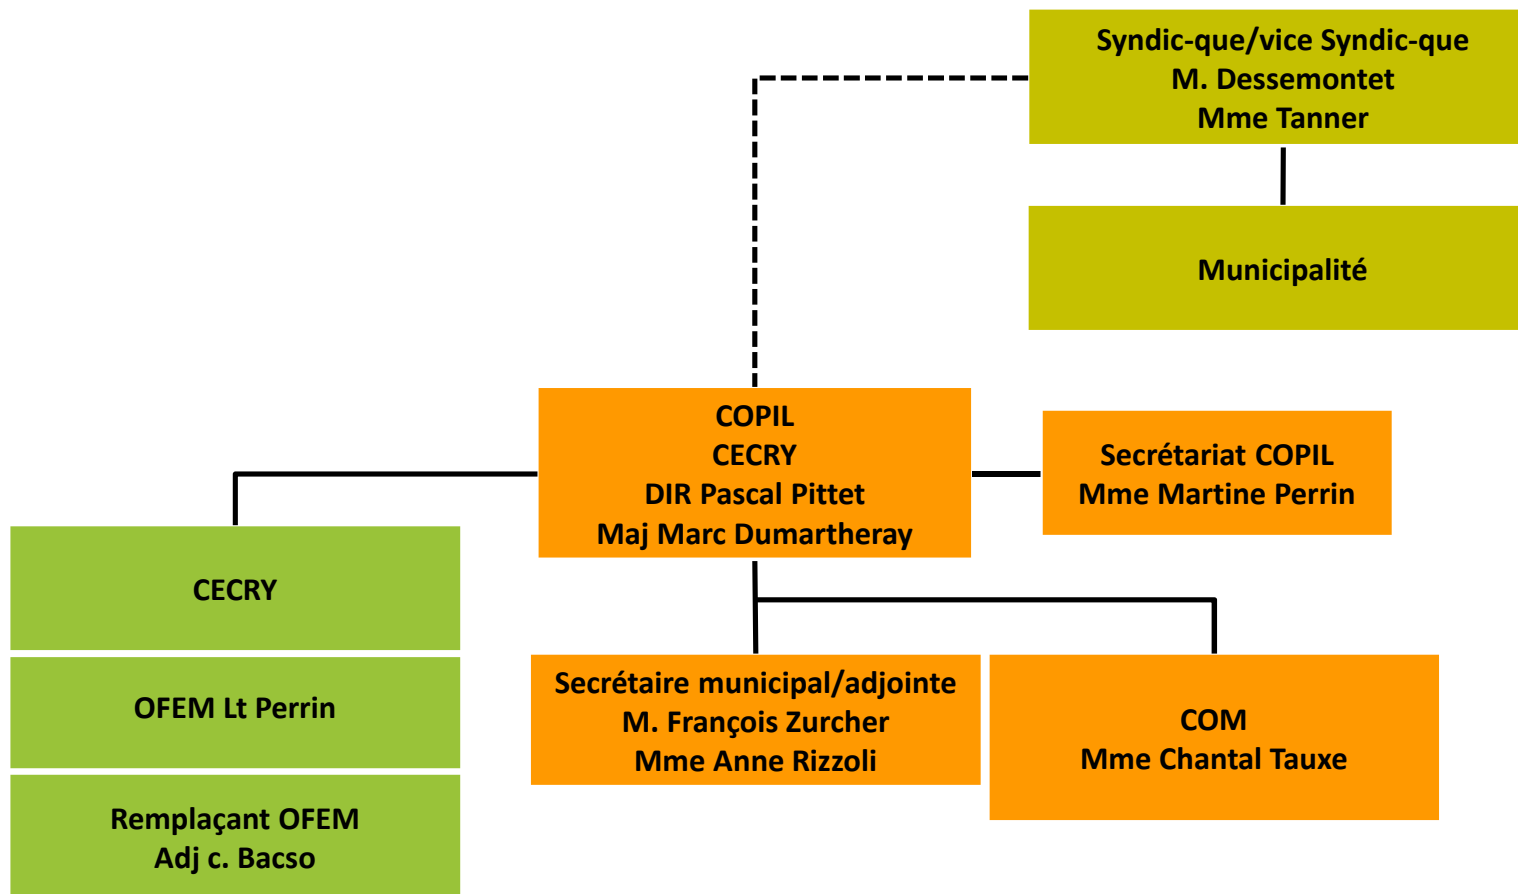 Syndic-que/vice Syndic-que
M. Dessemontet
Mme Tanner
Municipalité
COPIL
CECRY
DIR Pascal Pittet
Maj Marc Dumartheray
Secrétariat COPIL
Mme Martine Perrin
CECRY
OFEM Lt Perrin
Remplaçant OFEM
Adj c. Bacso
Secrétaire municipal/adjointe
M. François Zurcher
Mme Anne Rizzoli
COM
Mme Chantal Tauxe